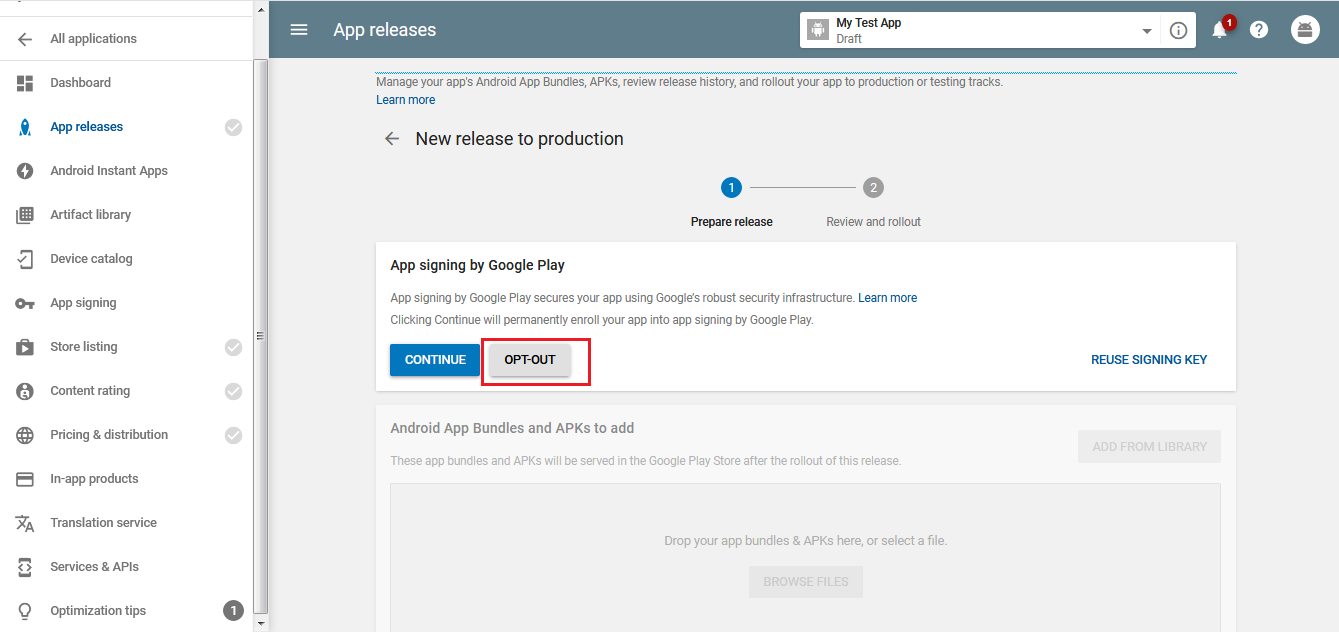 All applications
Dashboard
App releases
Android Instant Apps
Artifact library
Device catalog
App signing
Store listing
Content rating
Pricing & distribution
In-app products
Translation service
Services & APIs
Optimization tips
1
App releases
My Test App
Draft
1
Manage your app's Android App Bundles, APKs, review release history, and rollout your app to production or testing tracks.
Learn more
New release to production
1
2
Prepare release
Review and rollout
App signing by Google Play
App signing by Google Play secures your app using Google's robust security infrastructure. Learn more
Clicking Continue will permanently enroll your app into app signing by Google Play.
CONTINUE
OPT-OUT
REUSE SIGNING KEY
Android App Bundles and APKs to add
These app bundles and APKs will be served in the Google Play Store after the rollout of this release.
ADD FROM LIBRARY
Drop your app bundles & APKs here, or select a file.
BROWSE FILES